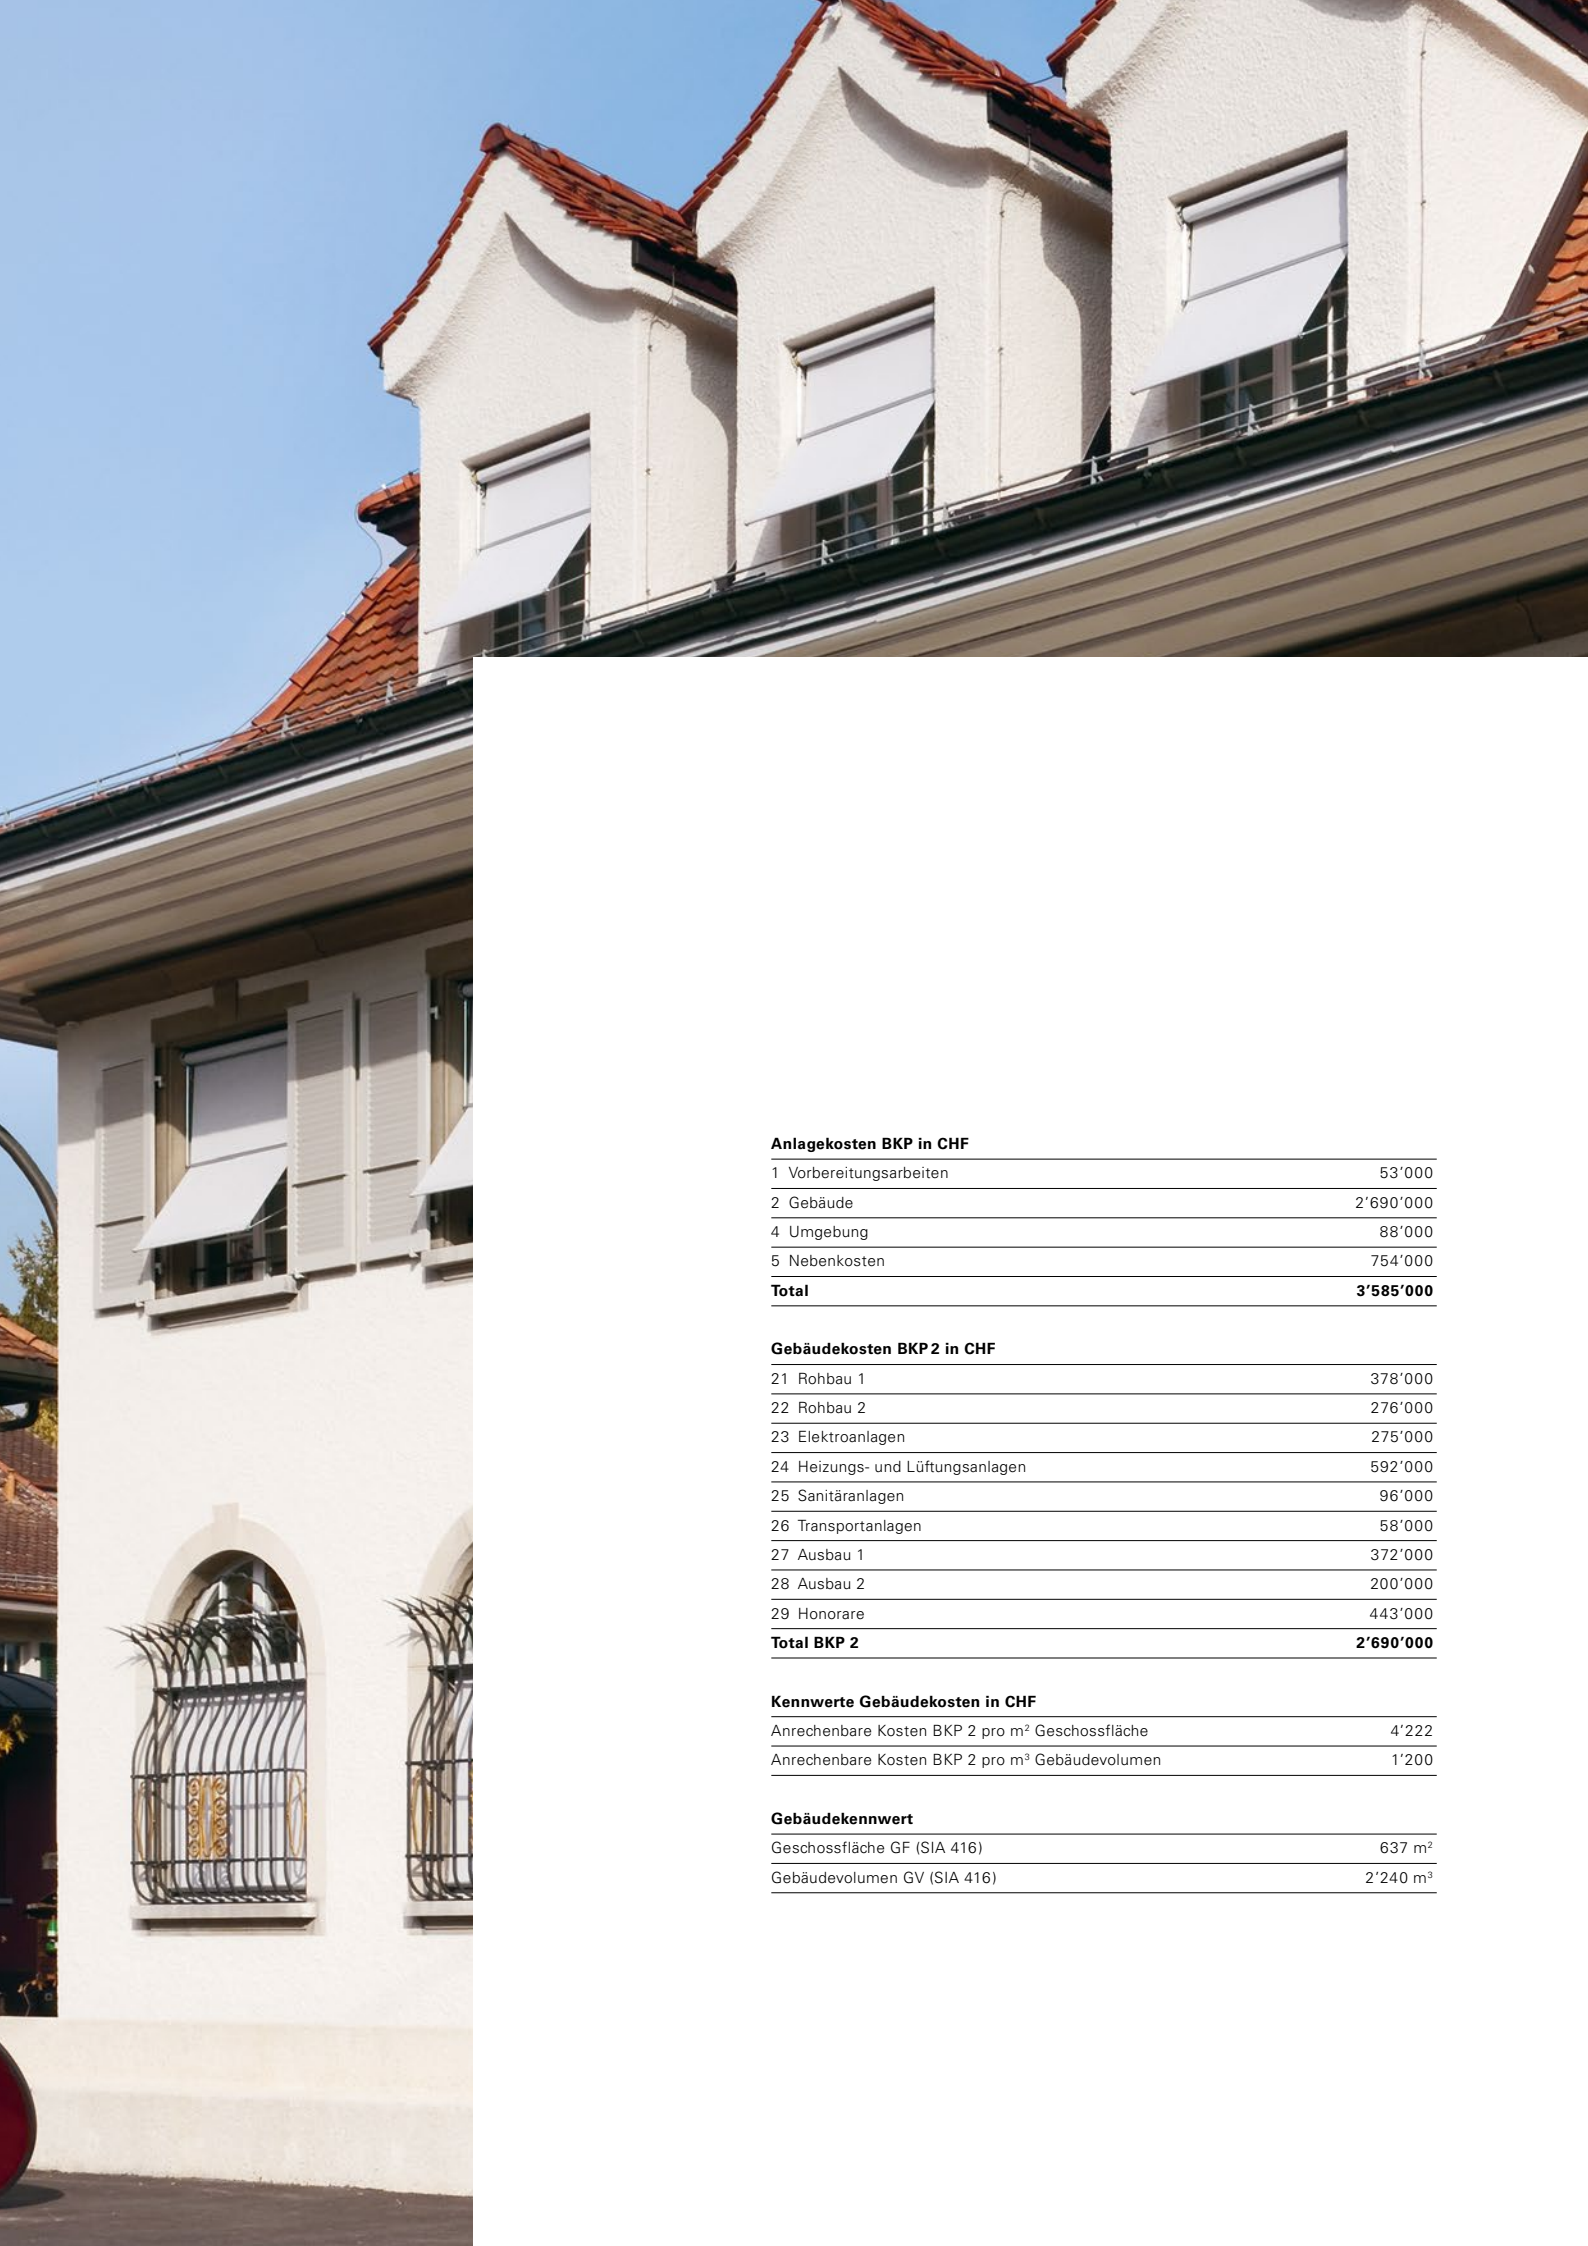 Anlagekosten BKP in CHF
1 Vorbereitungsarbeiten 53’000
2 Gebäude 2’690’000
4 Umgebung 88’000
5 Nebenkosten 754’000
Total 3’585’000
Gebäudekosten BKP 2 in CHF
21 Rohbau 1 378’000
22 Rohbau 2 276’000
23 Elektroanlagen 275’000
24 Heizungs- und Lüftungsanlagen 592’000
25 Sanitäranlagen 96’000
26 Transportanlagen 58’000
27 Ausbau 1 372’000
28 Ausbau 2 200’000
29 Honorare 443’000
Total BKP 2 2’690’000
Kennwerte Gebäudekosten in CHF
Anrechenbare Kosten BKP 2 pro m² Geschossfläche 4’222
Anrechenbare Kosten BKP 2 pro m³ Gebäudevolumen 1’200
Gebäudekennwert
Geschossfläche GF (SIA 416) 637 m²
Gebäudevolumen GV (SIA 416) 2’240 m³